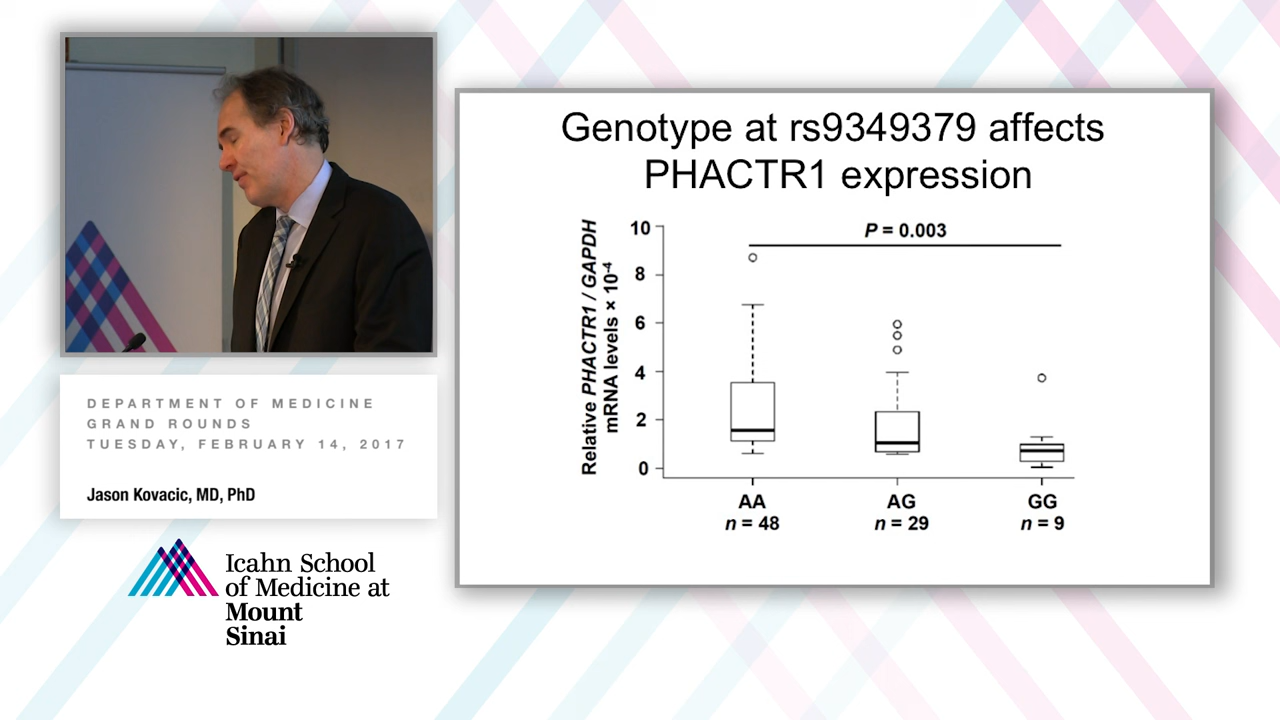 DEPARTMENT OF MEDICINE
GRAND ROUNDS
TUESDAY, FEBRUARY 14, 2017
Jason Kovacic, MD, PhD
Icahn School
of Medicine at
Mount
Sinai
Genotype at rs9349379 affects
PHACTR1 expression
Relative PHACTR1 / GAPDH
mRNA levels × 10⁻⁴
P = 0.003
10
8
6
4
2
0
AA AG GG
n = 48 n = 29 n = 9